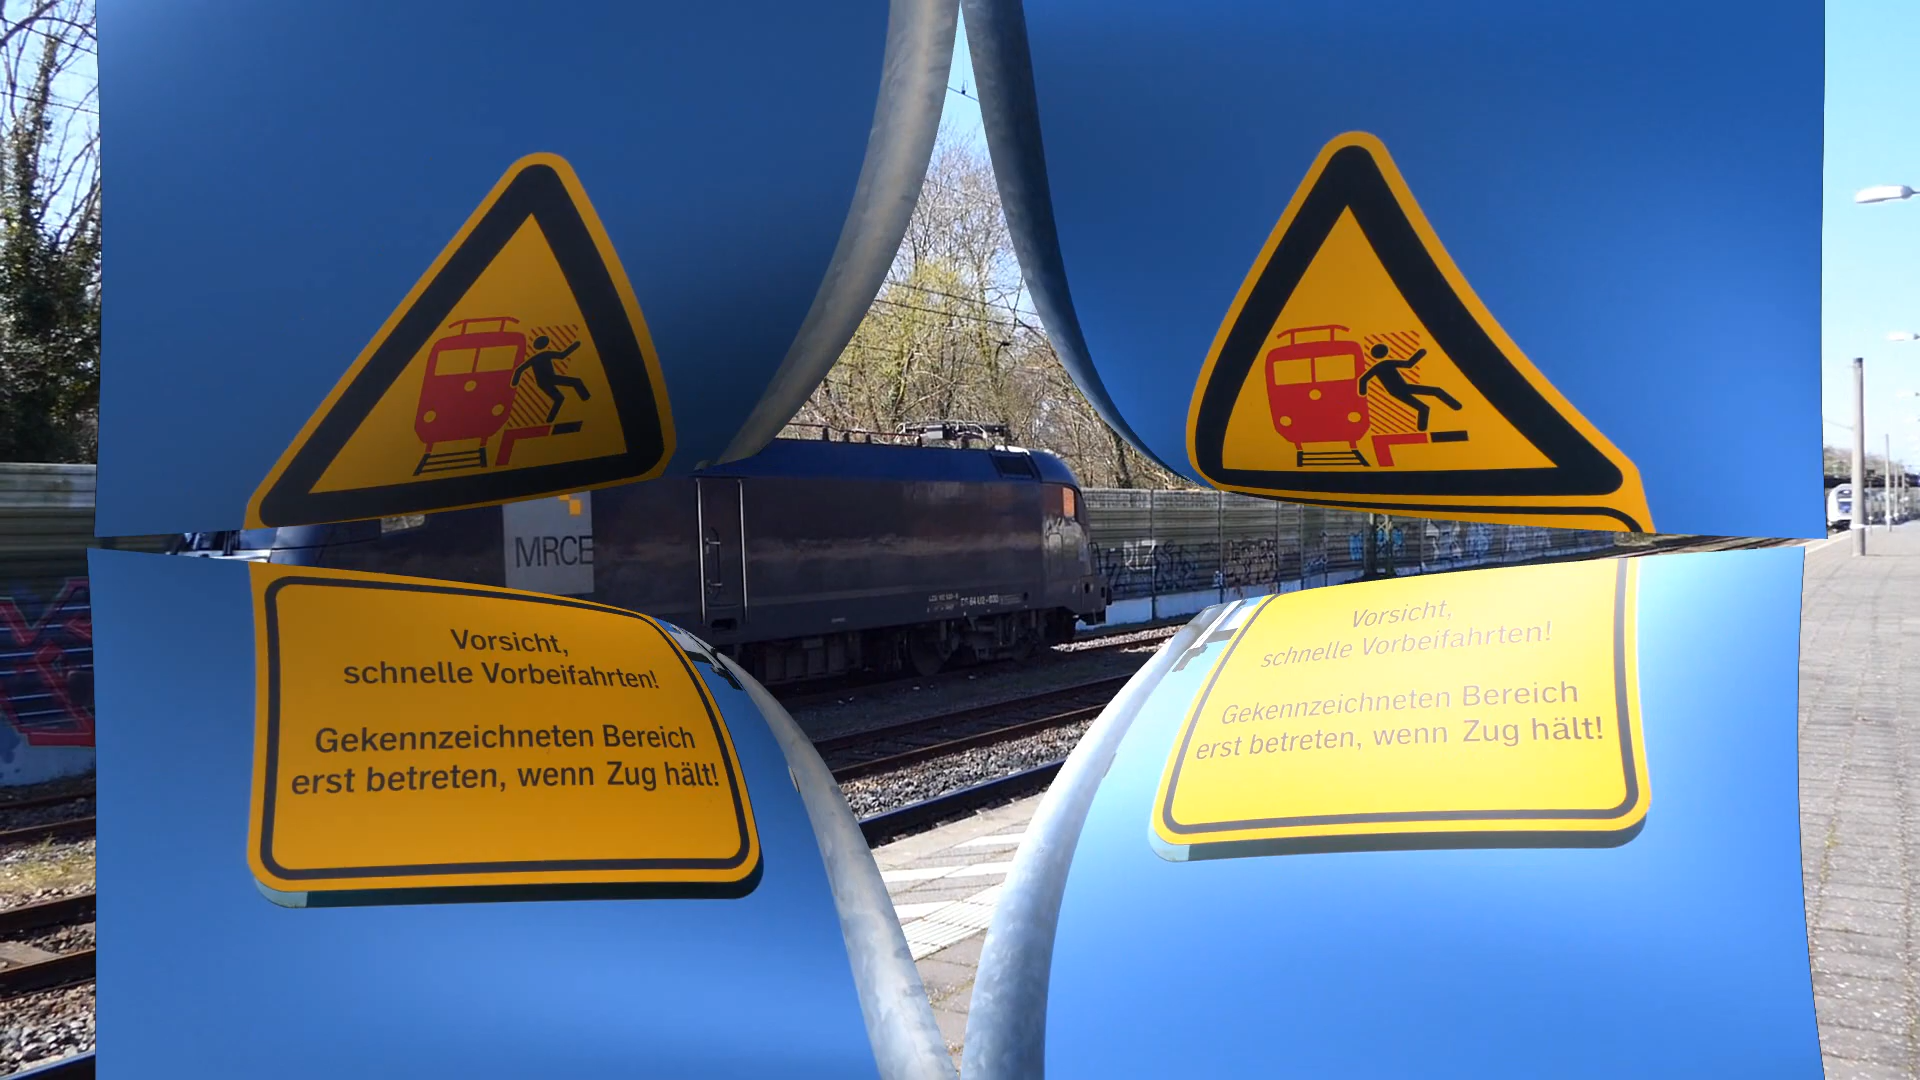 MRCE
Vorsicht,
schnelle Vorbeifahrten!
Gekennzeichneten Bereich
erst betreten, wenn Zug hält!
Vorsicht,
schnelle Vorbeifahrten!
Gekennzeichneten Bereich
erst betreten, wenn Zug hält!